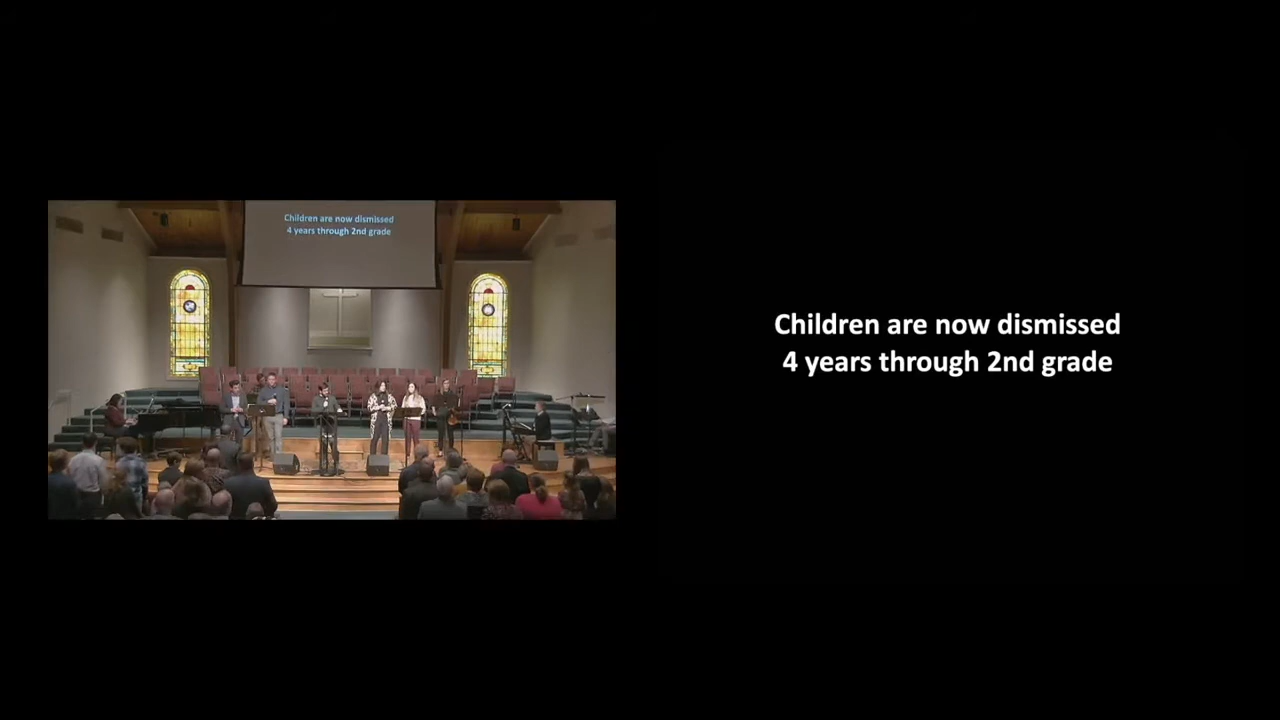 Children are now dismissed
4 years through 2nd grade
Children are now dismissed
4 years through 2nd grade